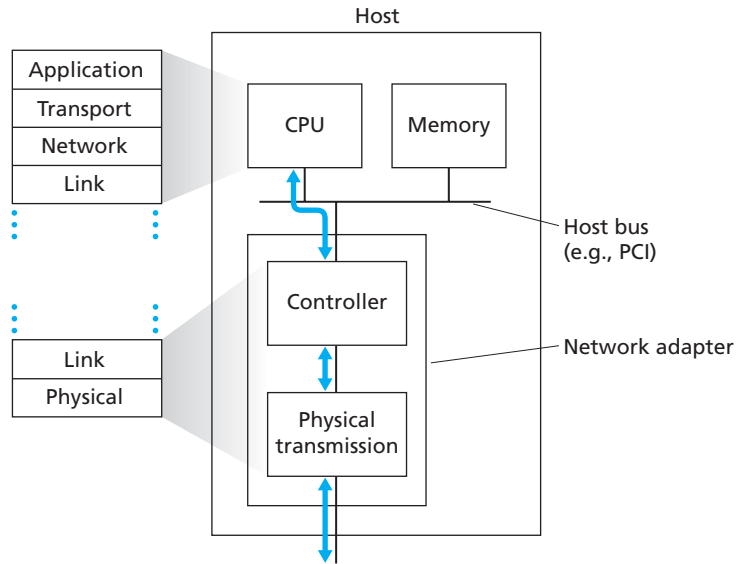 Host
Application
Transport
Network
Link
CPU
Memory
Host bus
(e.g., PCI)
Controller
Link
Physical
Network adapter
Physical
transmission